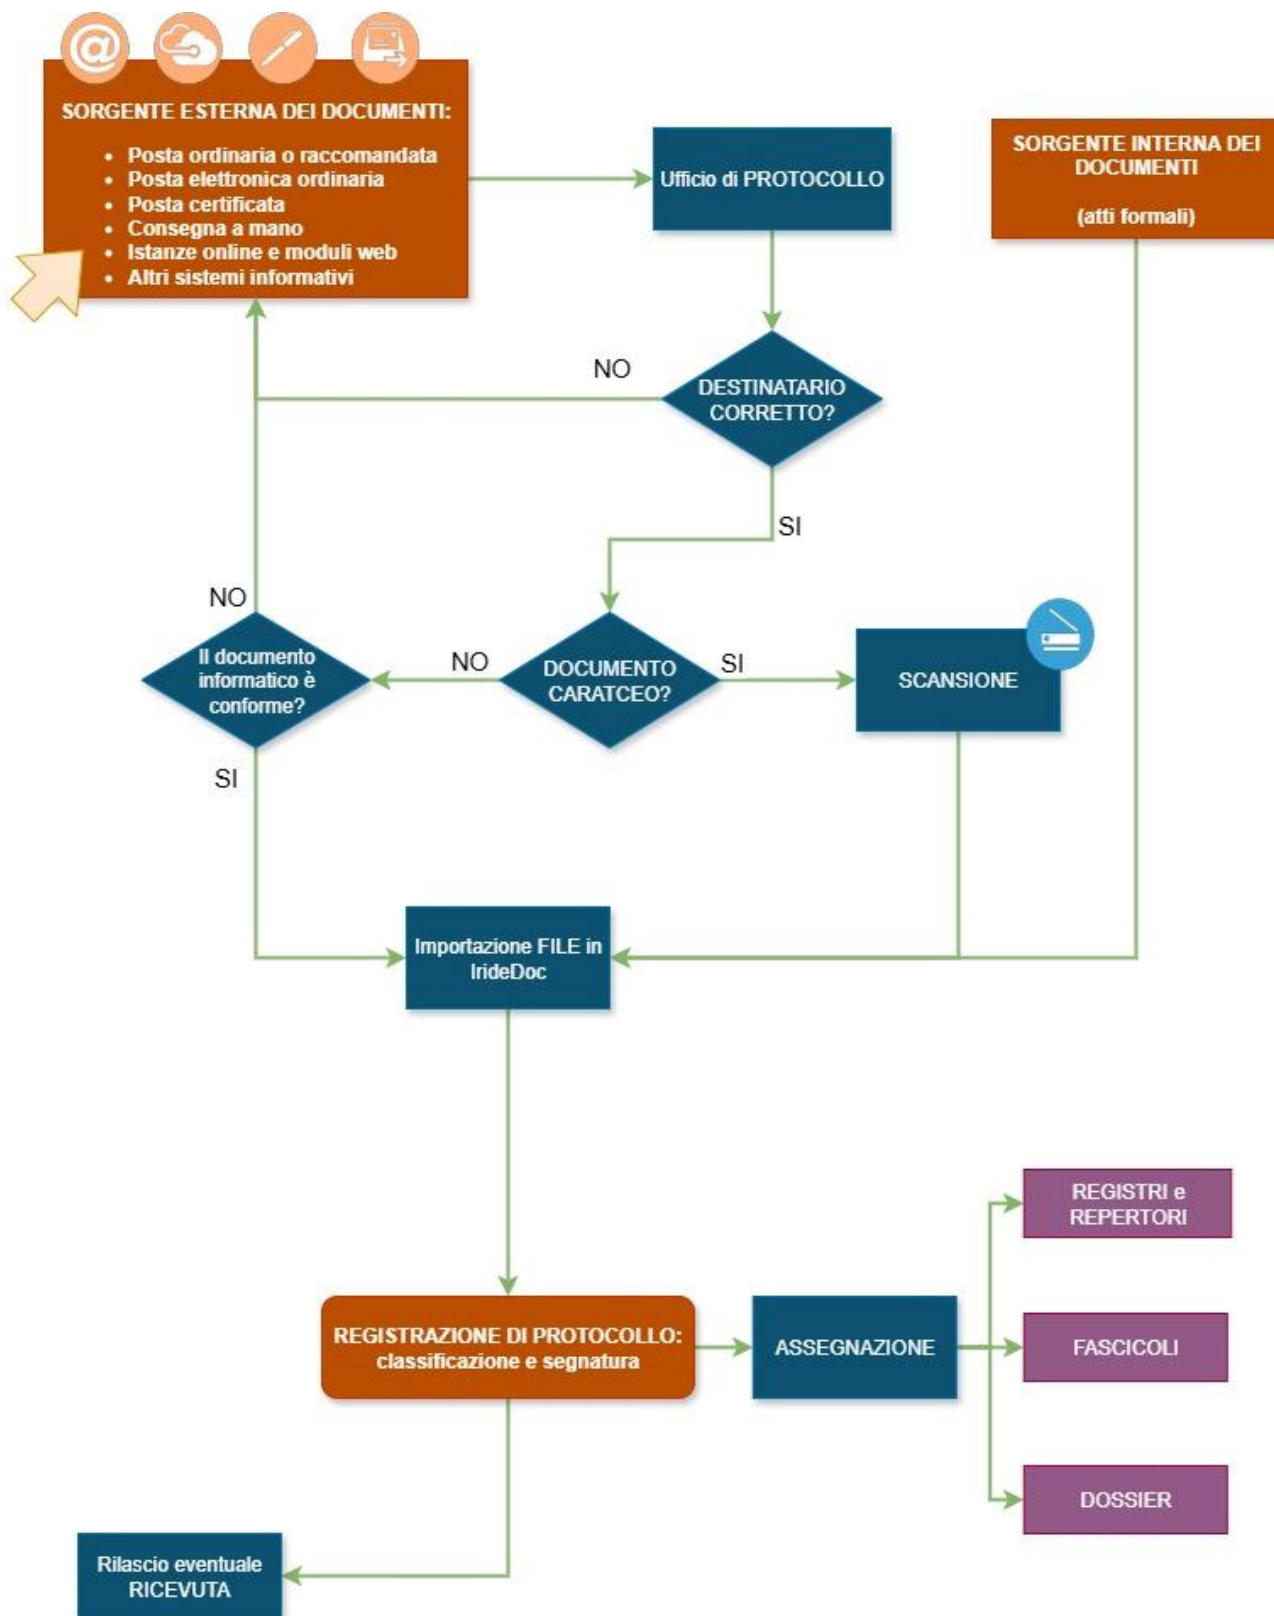 SORGENTE ESTERNA DEI DOCUMENTI:
• Posta ordinaria o raccomandata
• Posta elettronica ordinaria
• Posta certificata
• Consegna a mano
• Istanze online e moduli web
• Altri sistemi informativi
Ufficio di PROTOCOLLO
SORGENTE INTERNA DEI
DOCUMENTI
(atti formali)
NO
DESTINATARIO
CORRETTO?
SI
NO
Il documento
informatico è
conforme?
NO
DOCUMENTO
CARATCEO?
SI
SCANSIONE
SI
Importazione FILE in
IrideDoc
REGISTRI e
REPERTORI
REGISTRAZIONE DI PROTOCOLLO:
classificazione e segnatura
ASSEGNAZIONE
FASCICOLI
DOSSIER
Rilascio eventuale
RICEVUTA